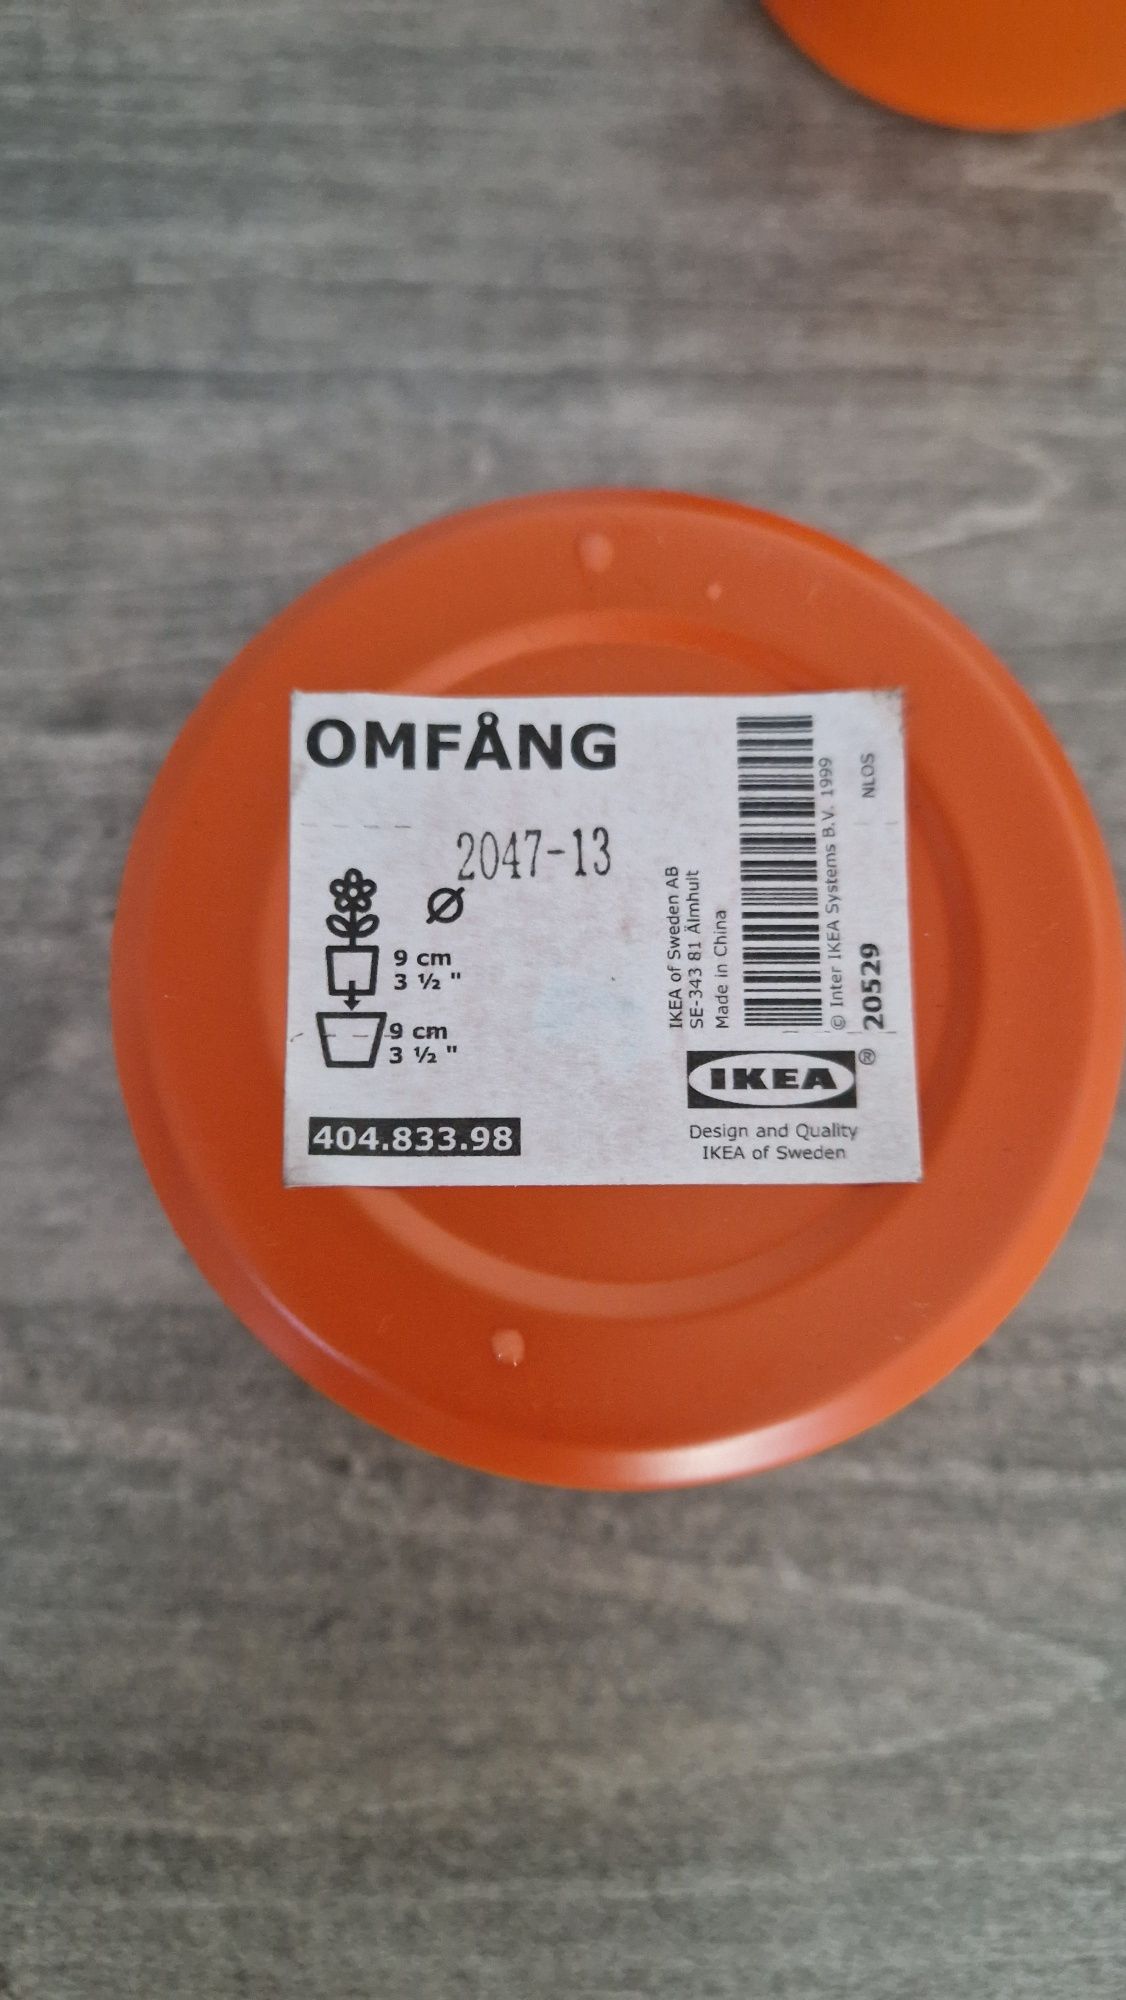 OMFÅNG
2047-13
Ø
9 cm
3 ½ "
9 cm
3 ½ "
404.833.98
IKEA of Sweden AB
SE-343 81 Älmhult
Made in China
© Inter IKEA Systems B.V. 1999
NLOS
20529
IKEA®
Design and Quality
IKEA of Sweden